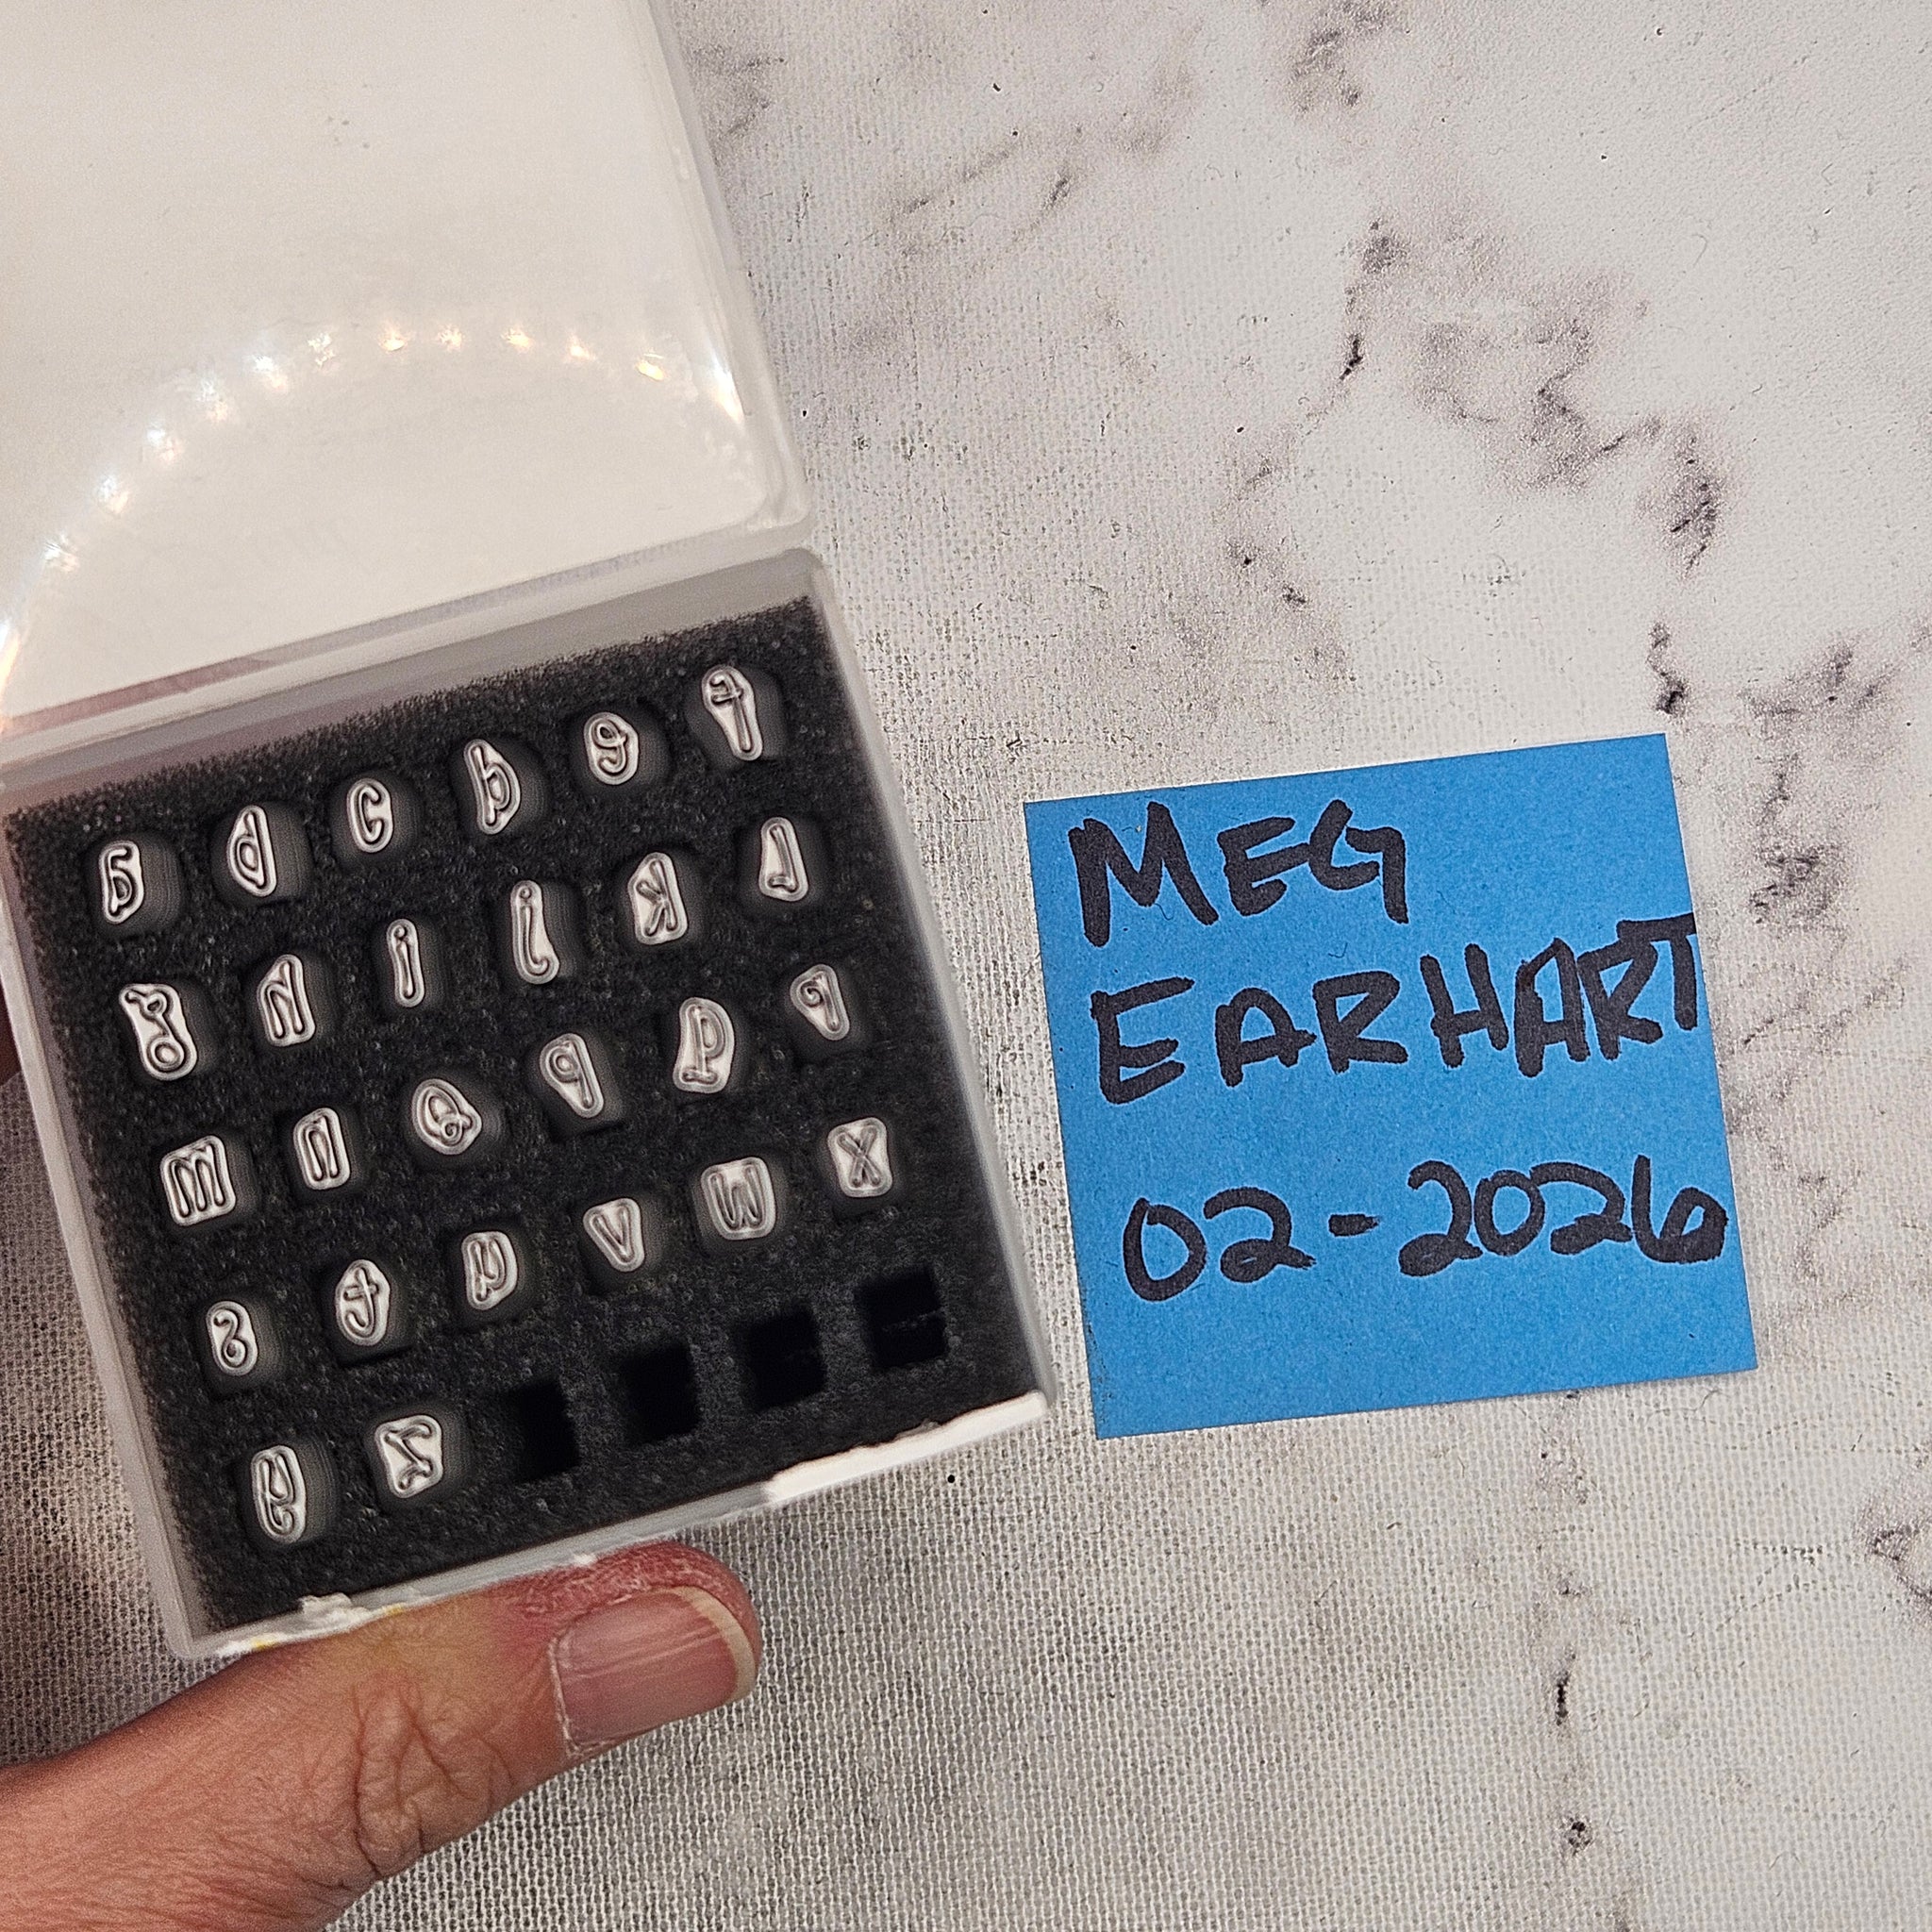 a b c d e f
g h i j k l
m n o p q r
s t u v w x
y z
MEG
EARHART
02-2026